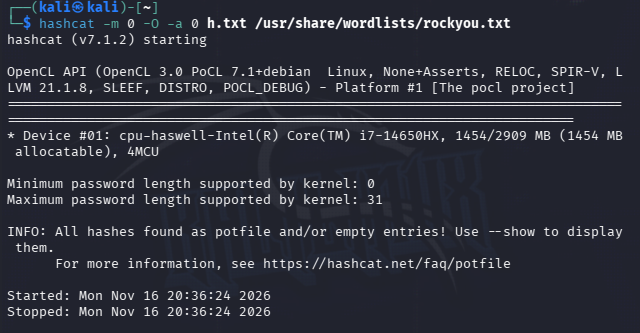 ┌──(kali㉿kali)-[~]
└─$ hashcat -m 0 -O -a 0 h.txt /usr/share/wordlists/rockyou.txt
hashcat (v7.1.2) starting

OpenCL API (OpenCL 3.0 PoCL 7.1+debian  Linux, None+Asserts, RELOC, SPIR-V, L
LVM 21.1.8, SLEEF, DISTRO, POCL_DEBUG) - Platform #1 [The pocl project]
=============================================================================
=======================================================================
* Device #01: cpu-haswell-Intel(R) Core(TM) i7-14650HX, 1454/2909 MB (1454 MB
 allocatable), 4MCU

Minimum password length supported by kernel: 0
Maximum password length supported by kernel: 31

INFO: All hashes found as potfile and/or empty entries! Use --show to display
 them.
      For more information, see https://hashcat.net/faq/potfile

Started: Mon Nov 16 20:36:24 2026
Stopped: Mon Nov 16 20:36:24 2026